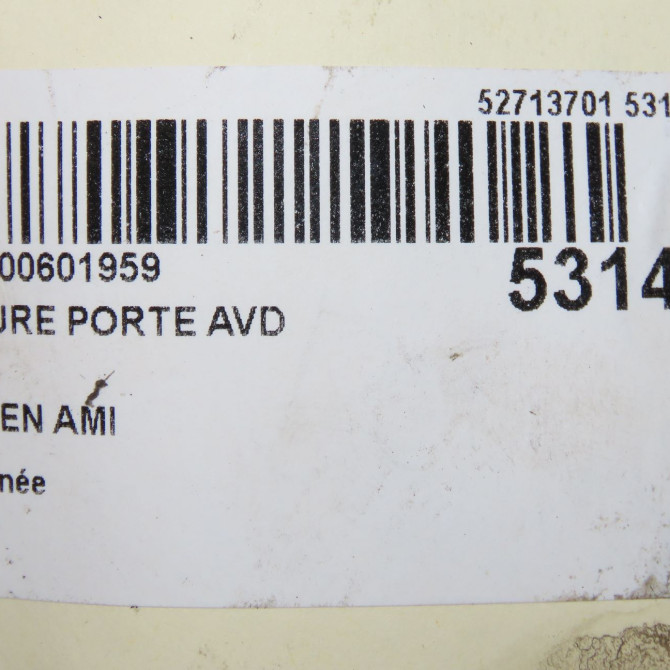 52713701 531
00601959
5314
URE PORTE AVD
EN AMI
née